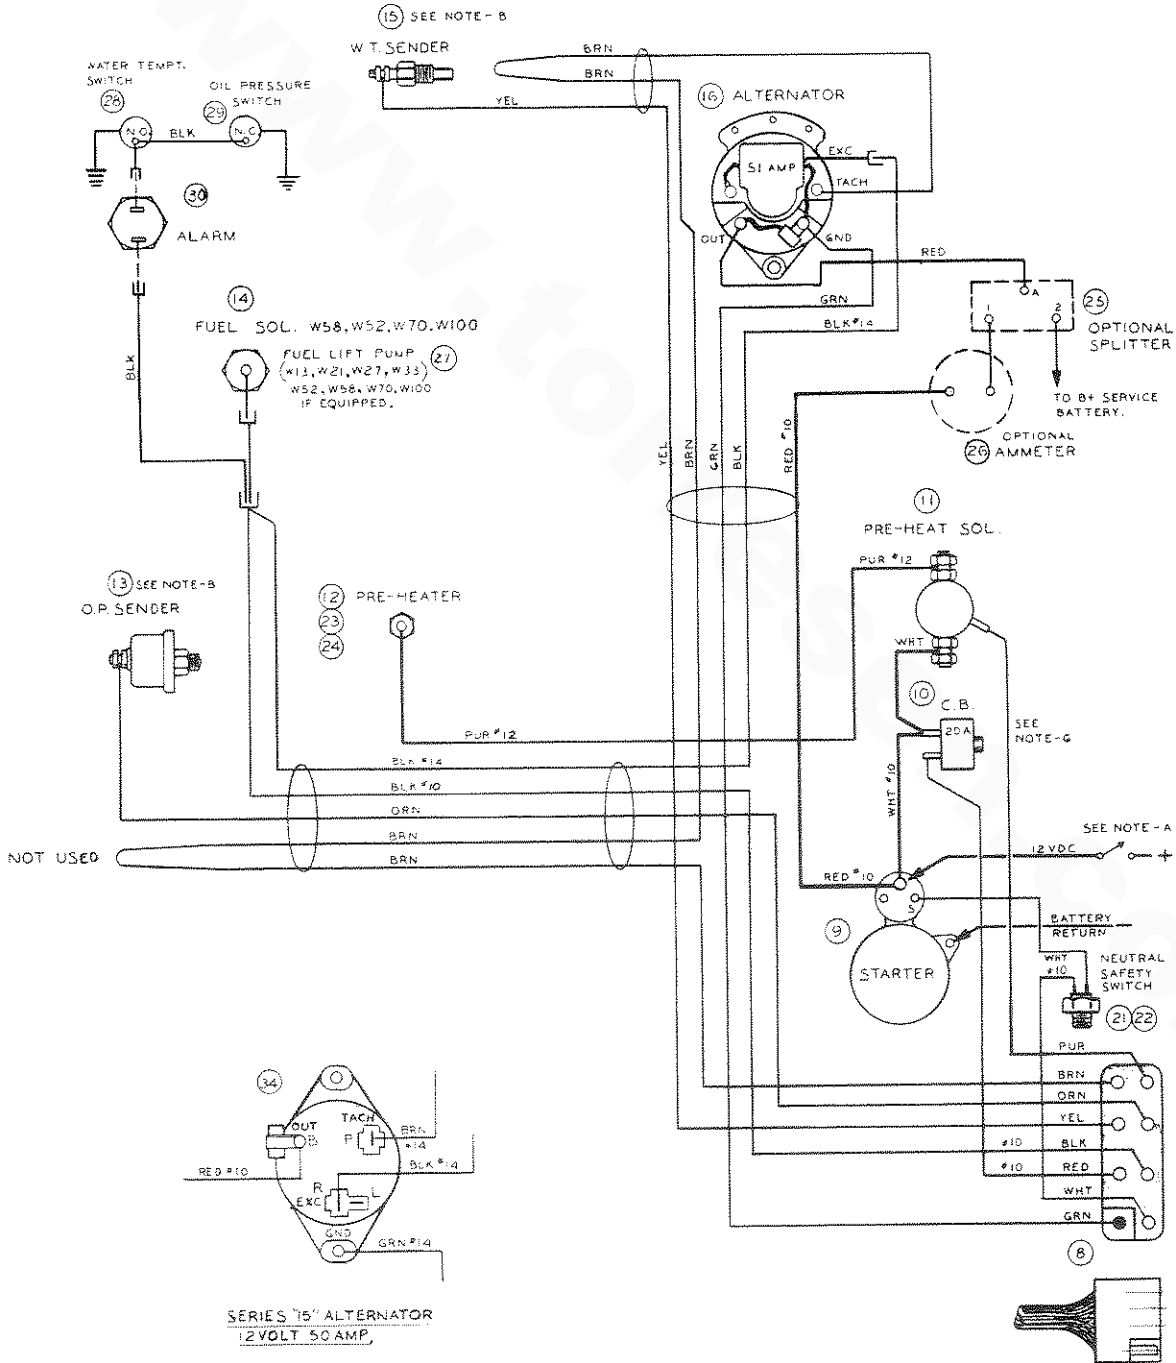 15 SEE NOTE-B
W.T. SENDER
BRN
BRN
YEL
WATER TEMPT.
SWITCH
28
OIL PRESSURE
SWITCH
29
N.O.
BLK
N.C.
30
ALARM
BLK
16 ALTERNATOR
51 AMP
EXC
TACH
OUT
GND
RED
GRN
BLK #14
A
1
2
25
OPTIONAL
SPLITTER
TO B+ SERVICE
BATTERY.
OPTIONAL
26 AMMETER
14
FUEL SOL. W58, W52, W70, W100
FUEL LIFT PUMP 27
(W13, W21, W27, W33)
W52, W58, W70, W100
IF EQUIPPED.
YEL
BRN
GRN
BLK
RED #10
11
PRE-HEAT SOL.
PUR #12
WHT
13 SEE NOTE-B
O.P. SENDER
12 PRE-HEATER
23
24
10
C.B.
20A
SEE
NOTE-G
WHT #10
PUR #12
BLK #14
BLK #10
ORN
BRN
BRN
NOT USED
SEE NOTE-A
12 VDC
+
RED #10
S
9
STARTER
BATTERY
RETURN
−
WHT
#10
NEUTRAL
SAFETY
SWITCH
21 22
PUR
BRN
ORN
YEL
#10 BLK
#10 RED
WHT
GRN
8
34
OUT
B
TACH
P
BRN
#14
BLK #14
RED #10
R
EXC
L
GND
GRN #14
SERIES "15" ALTERNATOR
12 VOLT 50 AMP,